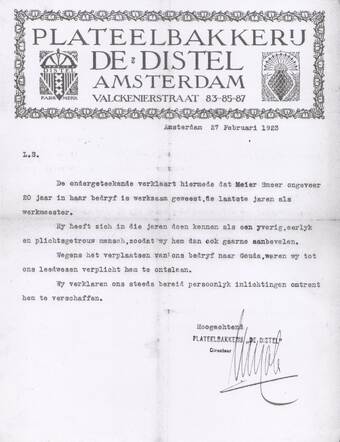 PLATEELBAKKERIJ
DE DISTEL
AMSTERDAM
VALCKENIERSTRAAT 83-85-87
DISTEL
Amsterdam 27 Februari 1923
L.S.
De ondergeteekende verklaart hiermede dat Meier Smeer ongeveer
20 jaar in haar bedryf is werkzaam geweest, de laatste jaren als
werkmeester.
Hy heeft zich in die jaren doen kennen als een yverig, eerlyk
en plichtsgetrouw mensch, zoodat wy hem dan ook gaarne aanbevelen.
Wegens het verplaatsen van ons bedryf naar Gouda, waren wy tot
ons leedwezen verplicht hem te ontslaan.
Wy verklaren ons steeds bereid persoonlyk inlichtingen omtrent
hem te verschaffen.
Hoogachtend
PLATEELBAKKERIJ „DE DISTEL"
Directeur